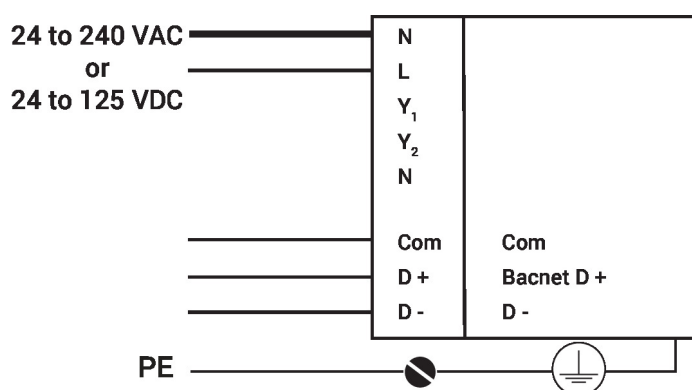 24 to 240 VAC
or
24 to 125 VDC
N
L
Y1
Y2
N
Com Com
D + Bacnet D +
D - D -
PE